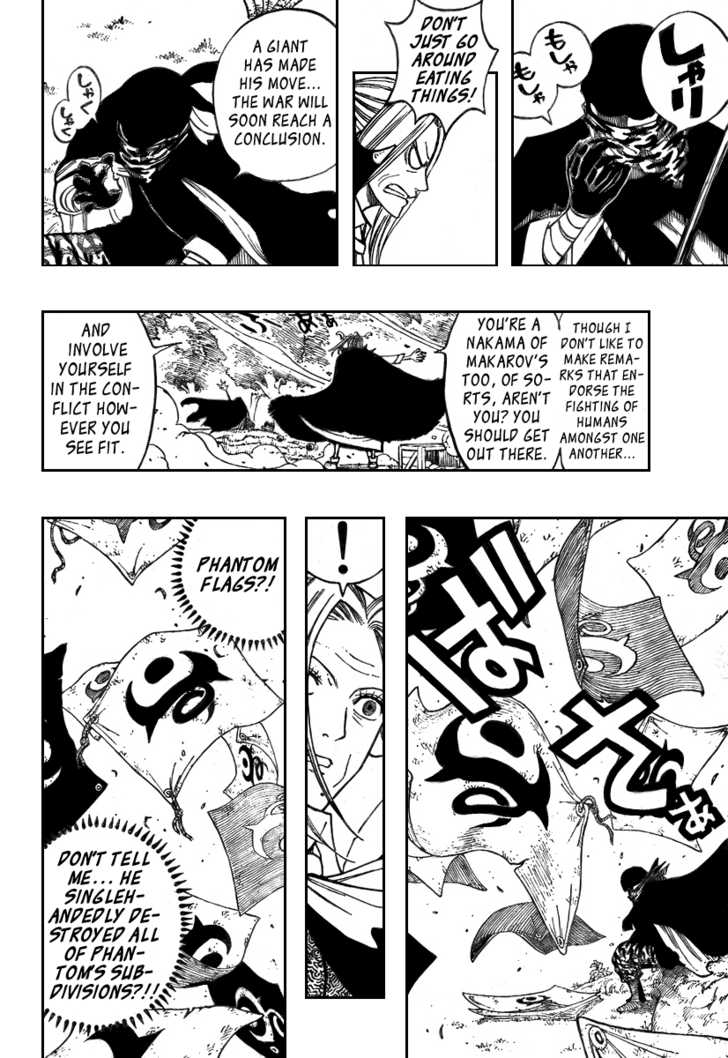 しゃり
もしゃ
もしゃ
DON'T
JUST GO
AROUND
EATING
THINGS!
A GIANT
HAS MADE
HIS MOVE...
THE WAR WILL
SOON REACH A
CONCLUSION.
しゃく
しゃく
THOUGH I
DON'T LIKE TO
MAKE REMA-
RKS THAT EN-
DORSE THE
FIGHTING OF
HUMANS
AMONGST ONE
ANOTHER...
YOU'RE A
NAKAMA OF
MAKAROV'S
TOO, OF SO-
RTS, AREN'T
YOU? YOU
SHOULD GET
OUT THERE.
AND
INVOLVE
YOURSELF
IN THE CON-
FLICT HOW-
EVER YOU
SEE FIT.
!
PHANTOM
FLAGS?!
DON'T TELL
ME... HE
SINGLEH-
ANDEDLY DE-
STROYED ALL
OF PHAN-
TOM'S SUB-
DIVISIONS?!!